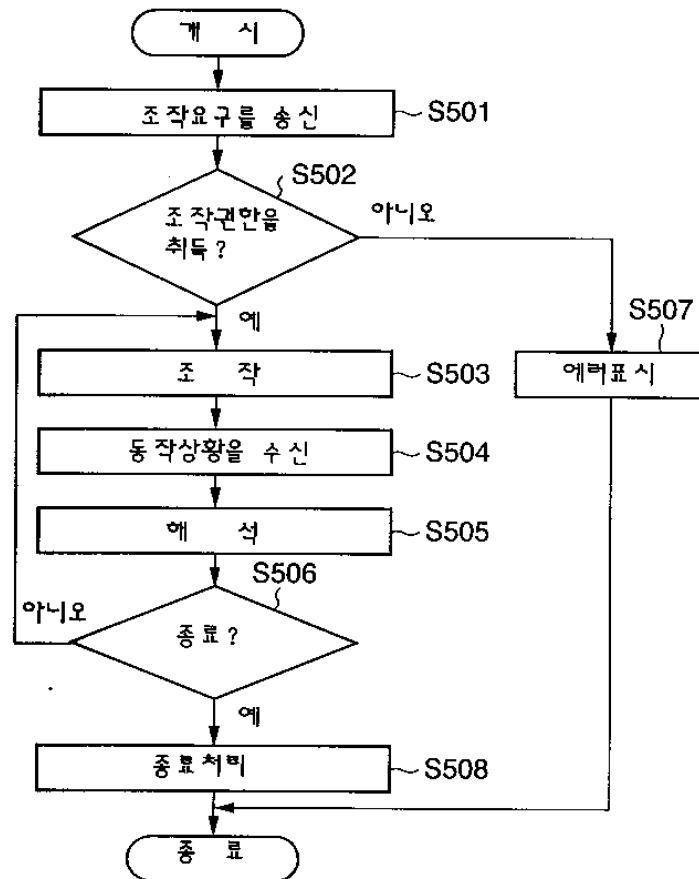 개 시
조작요구를 송신
S501
S502
조작권한을
취득?
아니오
예
S507
조 작
S503
에러표시
동작상황을 수신
S504
해 석
S505
S506
아니오
종료?
예
종료처리
S508
종 료